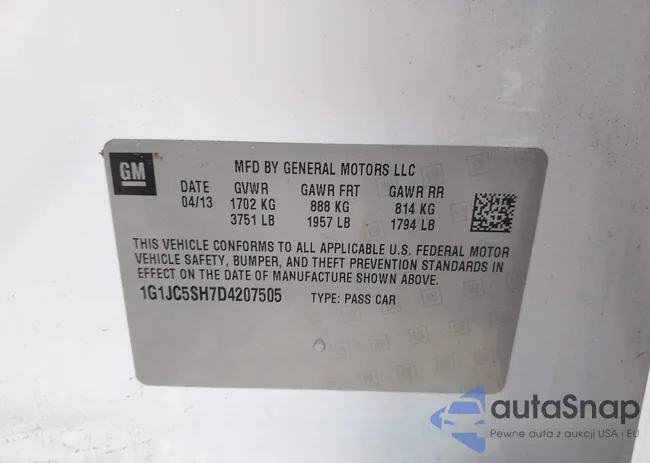 GM
MFD BY GENERAL MOTORS LLC
DATE GVWR GAWR FRT GAWR RR
04/13 1702 KG 888 KG 814 KG
3751 LB 1957 LB 1794 LB
THIS VEHICLE CONFORMS TO ALL APPLICABLE U.S. FEDERAL MOTOR
VEHICLE SAFETY, BUMPER, AND THEFT PREVENTION STANDARDS IN
EFFECT ON THE DATE OF MANUFACTURE SHOWN ABOVE.
1G1JC5SH7D4207505 TYPE: PASS CAR
autaSnap
Pewne auta z aukcji USA i EU